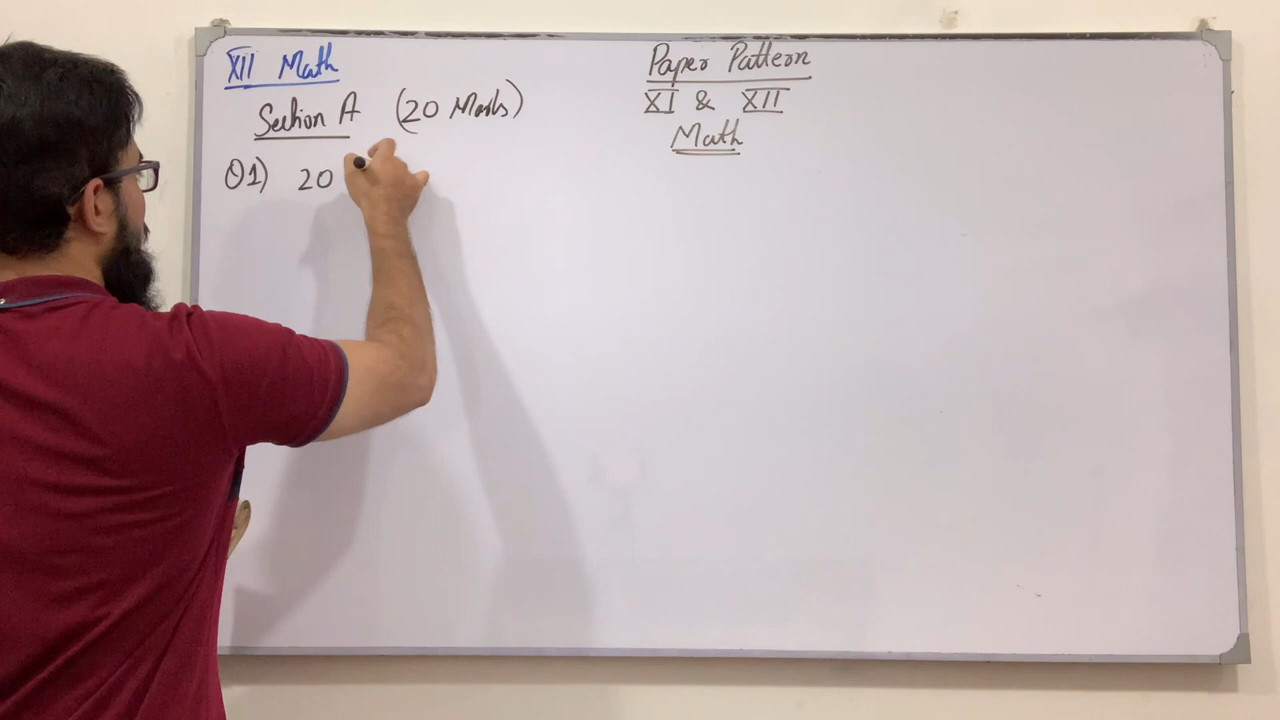 XII Math
Section A (20 Marks)
Q1) 20
Paper Pattern
XI & XII
Math